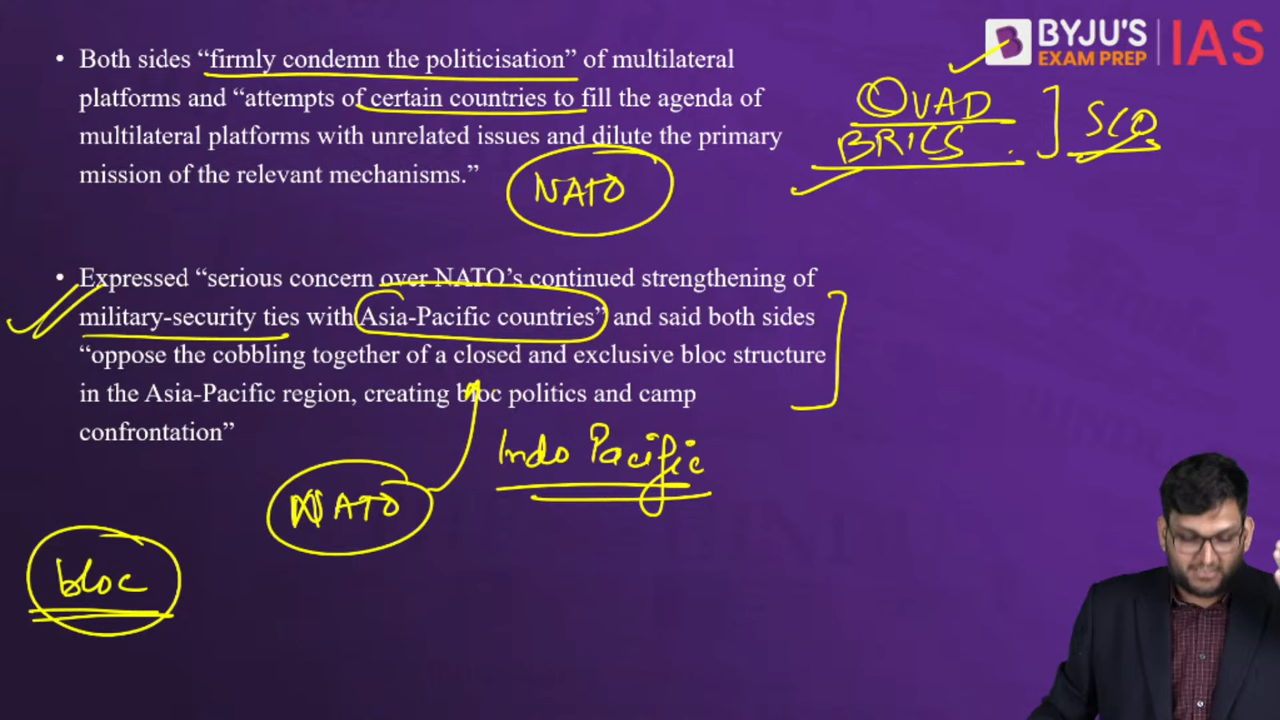 BYJU'S
EXAM PREP
IAS
• Both sides “firmly condemn the politicisation” of multilateral
platforms and “attempts of certain countries to fill the agenda of
multilateral platforms with unrelated issues and dilute the primary
mission of the relevant mechanisms.”
QUAD
BRICS
SCO
NATO
• Expressed “serious concern over NATO’s continued strengthening of
military-security ties with Asia-Pacific countries” and said both sides
“oppose the cobbling together of a closed and exclusive bloc structure
in the Asia-Pacific region, creating bloc politics and camp
confrontation”
Indo Pacific
NATO
bloc